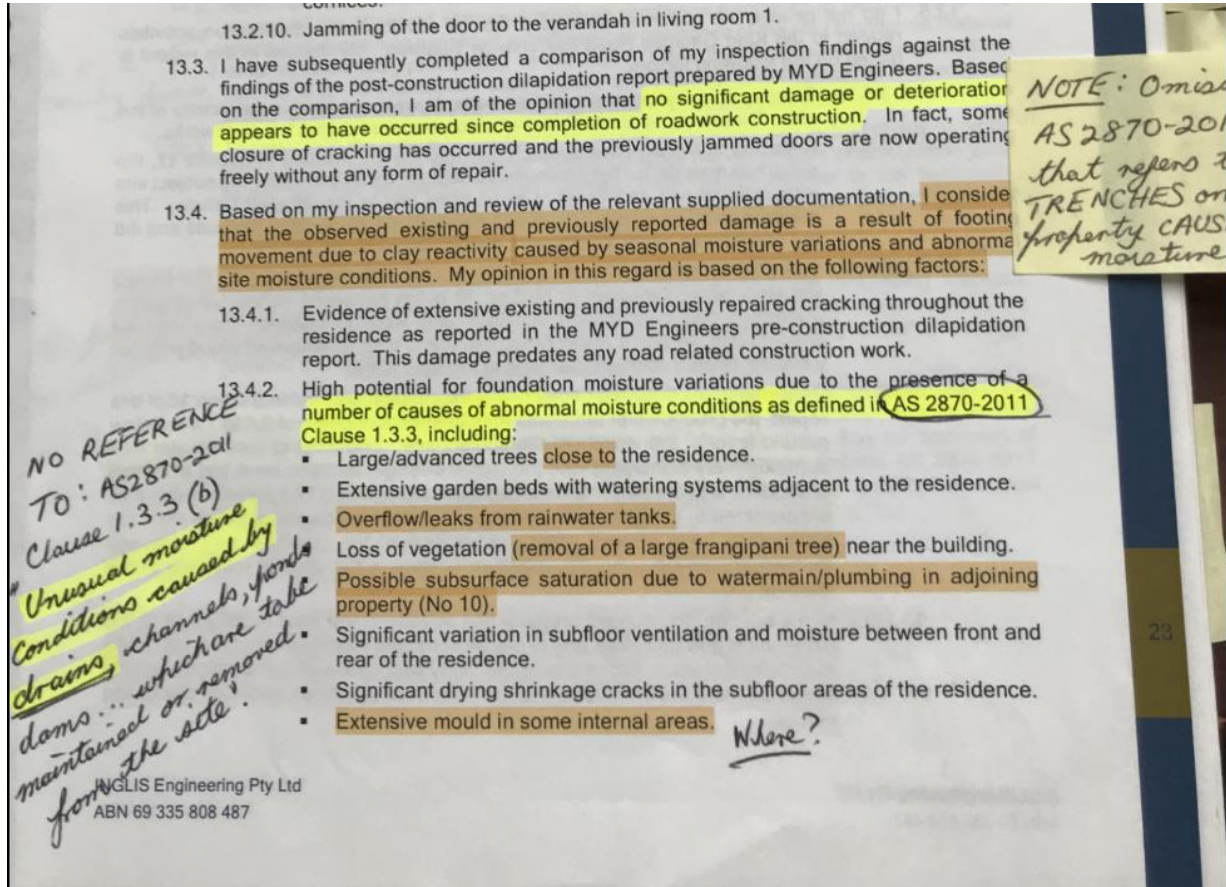 13.2.10. Jamming of the door to the verandah in living room 1.
13.3. I have subsequently completed a comparison of my inspection findings against the
findings of the post-construction dilapidation report prepared by MYD Engineers. Based
on the comparison, I am of the opinion that no significant damage or deterioration
appears to have occurred since completion of roadwork construction. In fact, some
closure of cracking has occurred and the previously jammed doors are now operating
freely without any form of repair.
13.4. Based on my inspection and review of the relevant supplied documentation, I conside
that the observed existing and previously reported damage is a result of footing
movement due to clay reactivity caused by seasonal moisture variations and abnorma
site moisture conditions. My opinion in this regard is based on the following factors:
13.4.1. Evidence of extensive existing and previously repaired cracking throughout the
residence as reported in the MYD Engineers pre-construction dilapidation
report. This damage predates any road related construction work.
13.4.2. High potential for foundation moisture variations due to the presence of a
number of causes of abnormal moisture conditions as defined in AS 2870-2011
Clause 1.3.3, including:
▪ Large/advanced trees close to the residence.
▪ Extensive garden beds with watering systems adjacent to the residence.
▪ Overflow/leaks from rainwater tanks.
▪ Loss of vegetation (removal of a large frangipani tree) near the building.
▪ Possible subsurface saturation due to watermain/plumbing in adjoining
property (No 10).
▪ Significant variation in subfloor ventilation and moisture between front and
rear of the residence.
▪ Significant drying shrinkage cracks in the subfloor areas of the residence.
▪ Extensive mould in some internal areas.
Where?
NOTE: Omiss
AS 2870-201
that refers t
TRENCHES on
property CAUS
moisture
NO REFERENCE
TO: AS2870-2011
Clause 1.3.3 (b)
"Unusual moisture
conditions caused by
drains, channels, ponds
dams... which are to be
maintained or removed
from the site".
INGLIS Engineering Pty Ltd
ABN 69 335 808 487
23